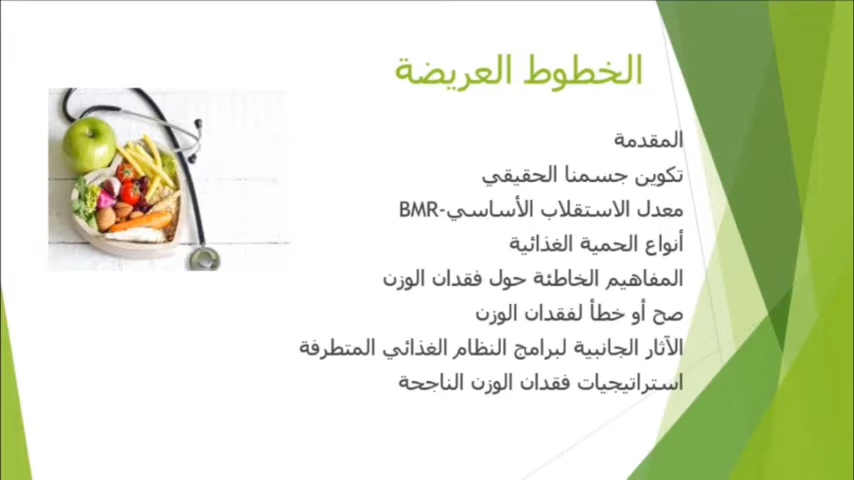 الخطوط العريضة
المقدمة
تكوين جسمنا الحقيقي
معدل الاستقلاب الأساسي-BMR
أنواع الحمية الغذائية
المفاهيم الخاطئة حول فقدان الوزن
صح أو خطأ لفقدان الوزن
الآثار الجانبية لبرامج النظام الغذائي المتطرفة
استراتيجيات فقدان الوزن الناجحة